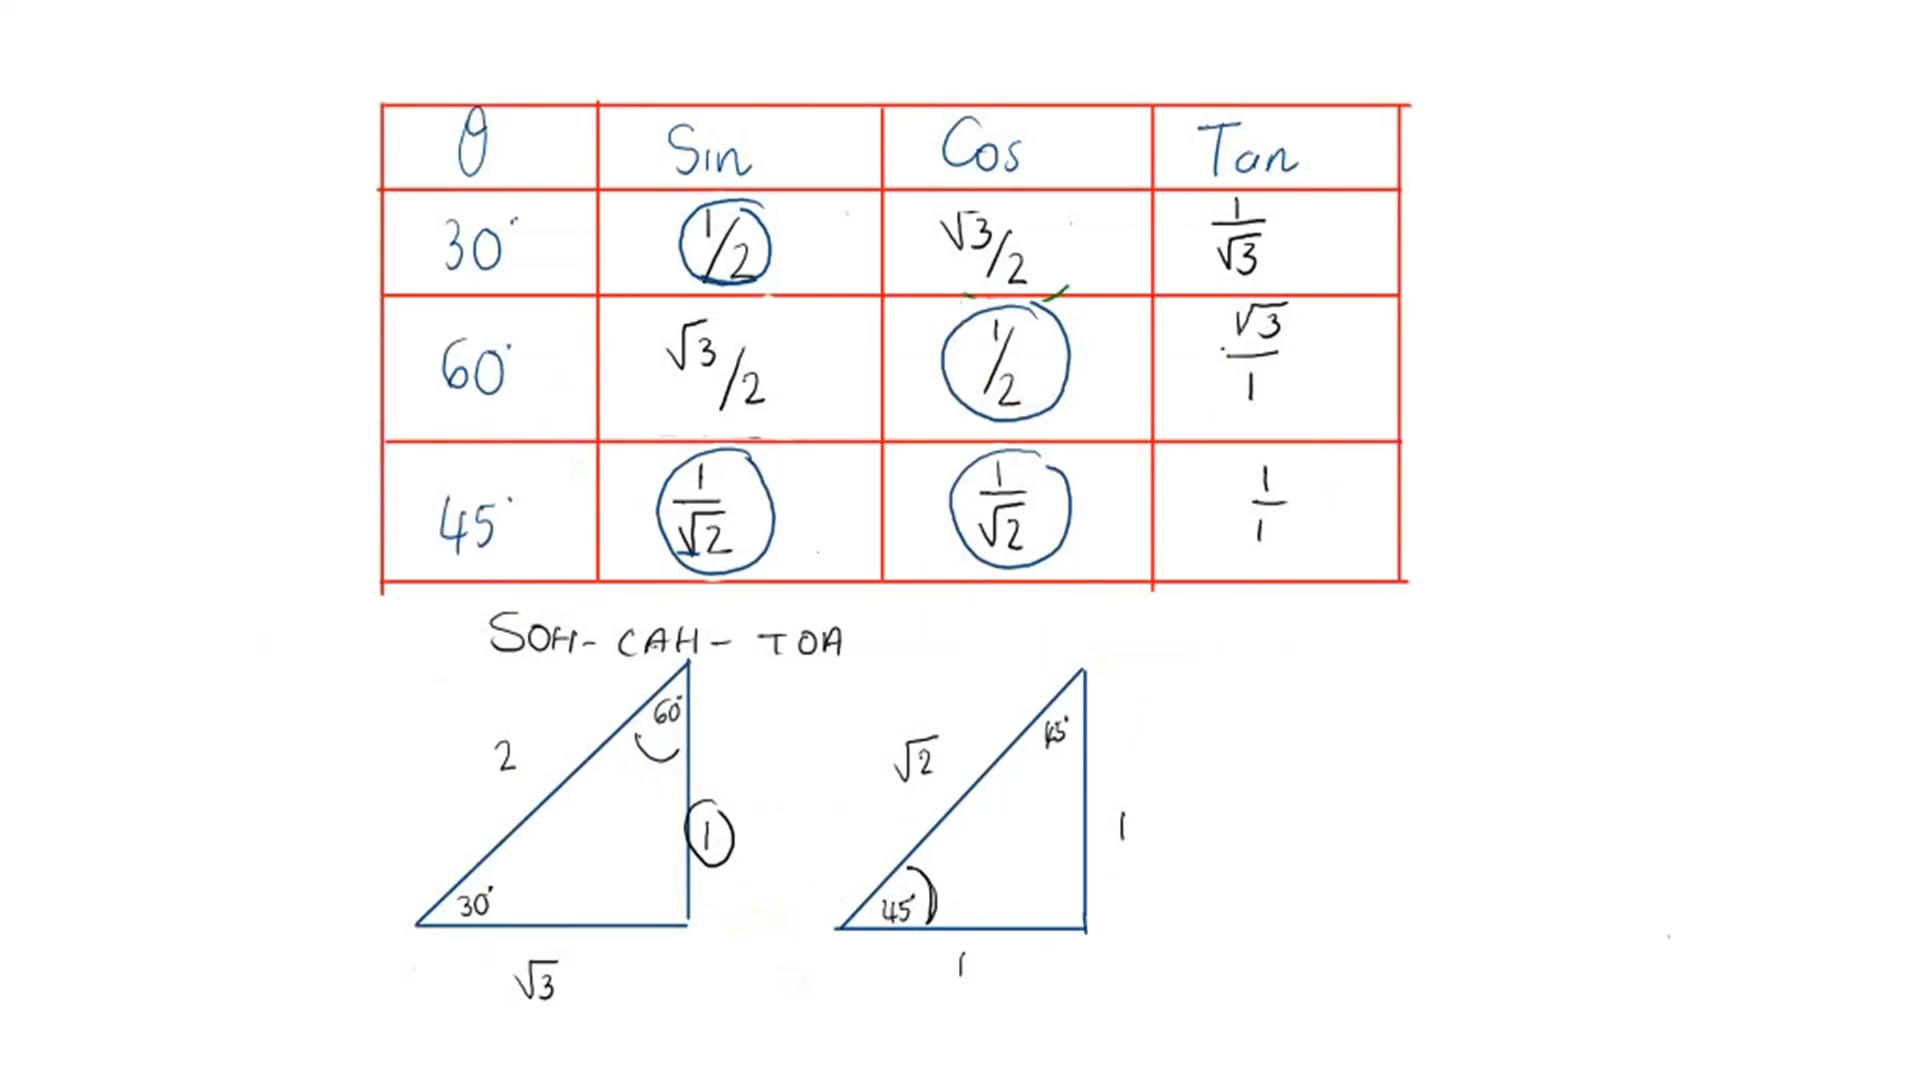 θ Sin Cos Tan
30° 1/2 √3/2 1/√3
60° √3/2 1/2 √3/1
45° 1/√2 1/√2 1/1
SOH- CAH- TOA
60°
45°
2
√2
1
1
30°
45°
√3
1